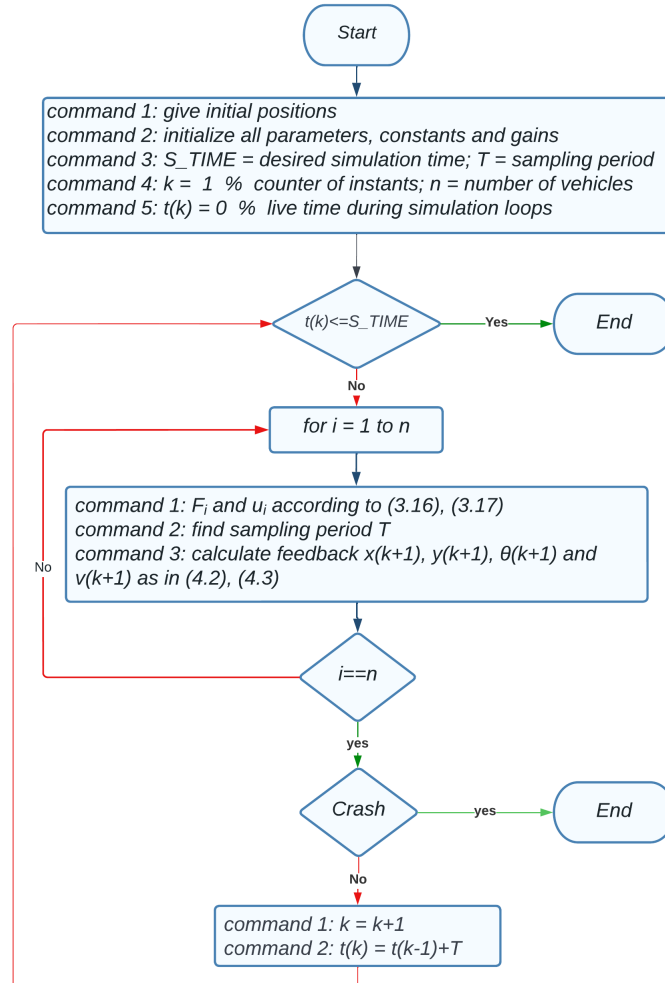 Start
command 1: give initial positions
command 2: initialize all parameters, constants and gains
command 3: S_TIME = desired simulation time; T = sampling period
command 4: k = 1 % counter of instants; n = number of vehicles
command 5: t(k) = 0 % live time during simulation loops
t(k)<=S_TIME
Yes
End
No
for i = 1 to n
command 1: Fᵢ and uᵢ according to (3.16), (3.17)
command 2: find sampling period T
command 3: calculate feedback x(k+1), y(k+1), θ(k+1) and
v(k+1) as in (4.2), (4.3)
No
i==n
yes
Crash
yes
End
No
command 1: k = k+1
command 2: t(k) = t(k-1)+T